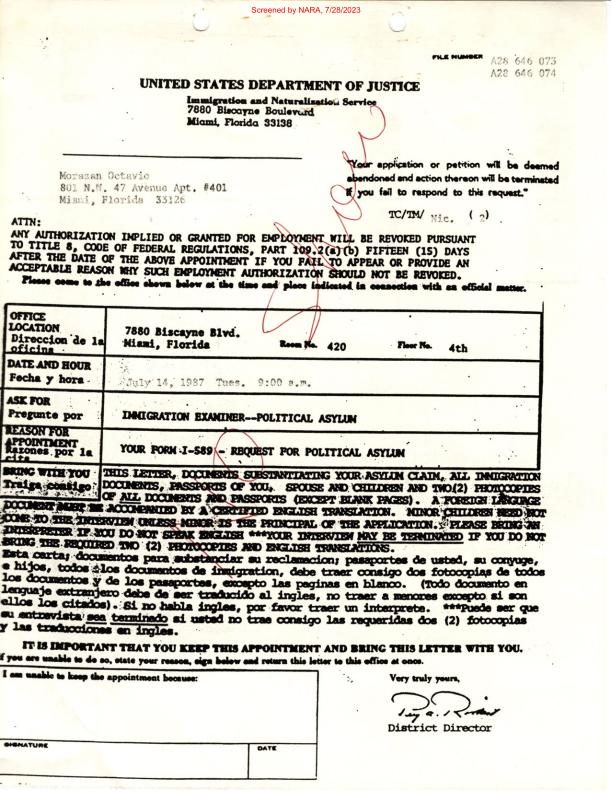 Screened by NARA, 7/28/2023
FILE NUMBER A28 646 073
A28 646 074
UNITED STATES DEPARTMENT OF JUSTICE
Immigration and Naturalization Service
7880 Biscayne Boulevard
Miami, Florida 33138
"Your application or petition will be deemed
abandoned and action thereon will be terminated
if you fail to respond to this request."
Morazan Octavio
801 N.W. 47 Avenue Apt. #401
Miami, Florida 33126
TC/TM/ Nic. (2)
ATTN:
ANY AUTHORIZATION IMPLIED OR GRANTED FOR EMPLOYMENT WILL BE REVOKED PURSUANT
TO TITLE 8, CODE OF FEDERAL REGULATIONS, PART 109.2(a)(b) FIFTEEN (15) DAYS
AFTER THE DATE OF THE ABOVE APPOINTMENT IF YOU FAIL TO APPEAR OR PROVIDE AN
ACCEPTABLE REASON WHY SUCH EMPLOYMENT AUTHORIZATION SHOULD NOT BE REVOKED.
Please come to the office shown below at the time and place indicated in connection with an official matter.
OFFICE
LOCATION
Direccion de la
oficina
7880 Biscayne Blvd.
Miami, Florida Room No. 420 Floor No. 4th
DATE AND HOUR
Fecha y hora
July 14, 1987 Tues. 9:00 a.m.
ASK FOR
Pregunte por
IMMIGRATION EXAMINER--POLITICAL ASYLUM
REASON FOR
APPOINTMENT
Razones por la
cita
YOUR FORM I-589 - REQUEST FOR POLITICAL ASYLUM
BRING WITH YOU
Traiga consigo
THIS LETTER, DOCUMENTS SUBSTANTIATING YOUR ASYLUM CLAIM, ALL IMMIGRATION
DOCUMENTS, PASSPORTS OF YOU, SPOUSE AND CHILDREN AND TWO(2) PHOTOCOPIES
OF ALL DOCUMENTS AND PASSPORTS (EXCEPT BLANK PAGES). A FOREIGN LANGUAGE
DOCUMENT MUST BE ACCOMPANIED BY A CERTIFIED ENGLISH TRANSLATION. MINOR CHILDREN NEED NOT
COME TO THE INTERVIEW UNLESS MINOR IS THE PRINCIPAL OF THE APPLICATION. PLEASE BRING AN
INTERPRETER IF YOU DO NOT SPEAK ENGLISH ***YOUR INTERVIEW MAY BE TERMINATED IF YOU DO NOT
BRING THE REQUIRED TWO (2) PHOTOCOPIES AND ENGLISH TRANSLATIONS.
Esta carta; documentos para substanciar su reclamacion; pasaportes de usted, su conyuge,
e hijos, todos los documentos de inmigration, debe traer consigo dos fotocopias de todos
los documentos y de los pasaportes, excepto las paginas en blanco. (Todo documento en
lenguaje extranjero debe de ser traducido al ingles, no traer a menores excepto si son
ellos los citados). Si no habla ingles, por favor traer un interprete. ***Puede ser que
su entrevista sea terminado si usted no trae consigo las requeridas dos (2) fotocopias
y las traducciones en ingles.
IT IS IMPORTANT THAT YOU KEEP THIS APPOINTMENT AND BRING THIS LETTER WITH YOU.
If you are unable to do so, state your reason, sign below and return this letter to this office at once.
I am unable to keep the appointment because:
SIGNATURE
DATE
Very truly yours,
District Director